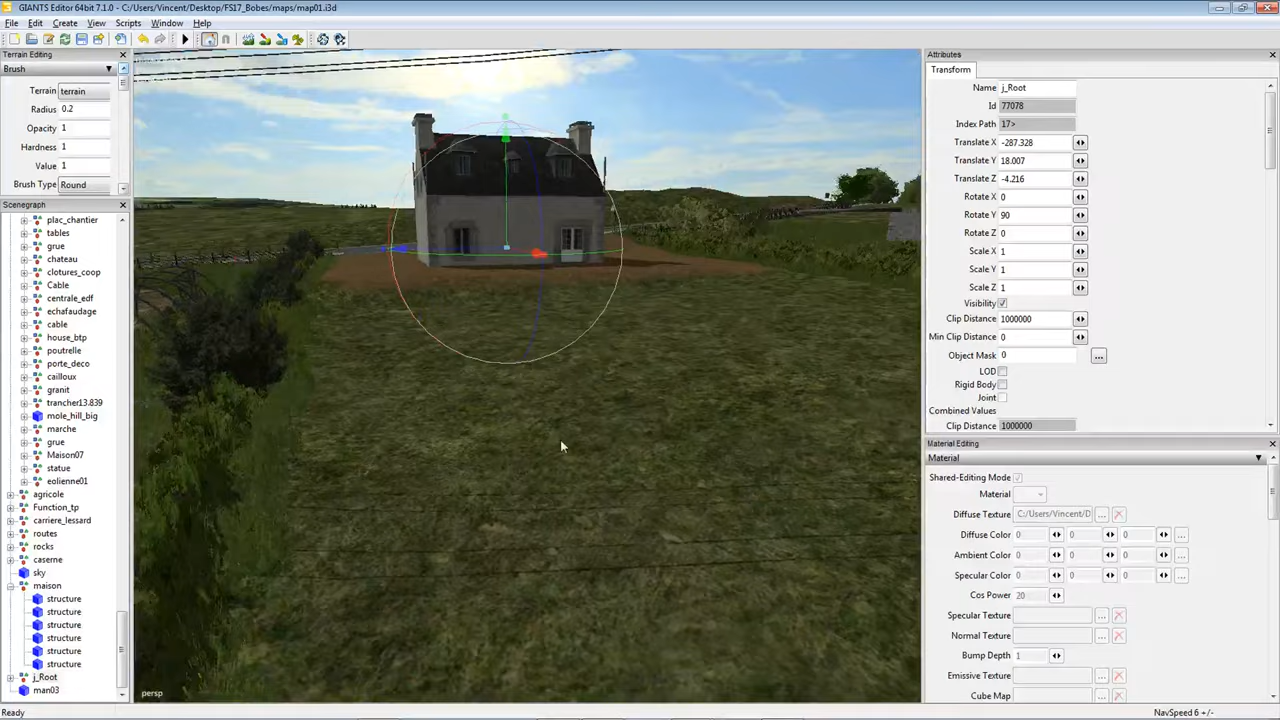 GIANTS Editor 64bit 7.1.0 - C:/Users/Vincent/Desktop/FS17_Bobes/maps/map01.i3d
File Edit Create View Scripts Window Help
Terrain Editing
Brush
Terrain terrain
Radius 0.2
Opacity 1
Hardness 1
Value 1
Brush Type Round
Scenegraph
plac_chantier
tables
grue
chateau
clotures_coop
Cable
centrale_edf
echafaudage
cable
house_btp
poutrelle
porte_deco
cailloux
granit
trancher13.839
mole_hill_big
marche
grue
Maison07
statue
eolienne01
agricole
Function_tp
carriere_lessard
routes
rocks
caserne
sky
maison
structure
structure
structure
structure
structure
structure
j_Root
man03
persp
Attributes
Transform
Name j_Root
Id 77078
Index Path 17>
Translate X -287.328
Translate Y 18.007
Translate Z -4.216
Rotate X 0
Rotate Y 90
Rotate Z 0
Scale X 1
Scale Y 1
Scale Z 1
Visibility
Clip Distance 1000000
Min Clip Distance 0
Object Mask 0 ...
LOD
Rigid Body
Joint
Combined Values
Clip Distance 1000000
Material Editing
Material
Shared-Editing Mode
Material
Diffuse Texture C:/Users/Vincent/D ...
Diffuse Color 0 0 0 ...
Ambient Color 0 0 0 ...
Specular Color 0 0 0 ...
Cos Power 20
Specular Texture ...
Normal Texture ...
Bump Depth 1
Emissive Texture ...
Cube Map ...
Ready
NavSpeed 6 +/-